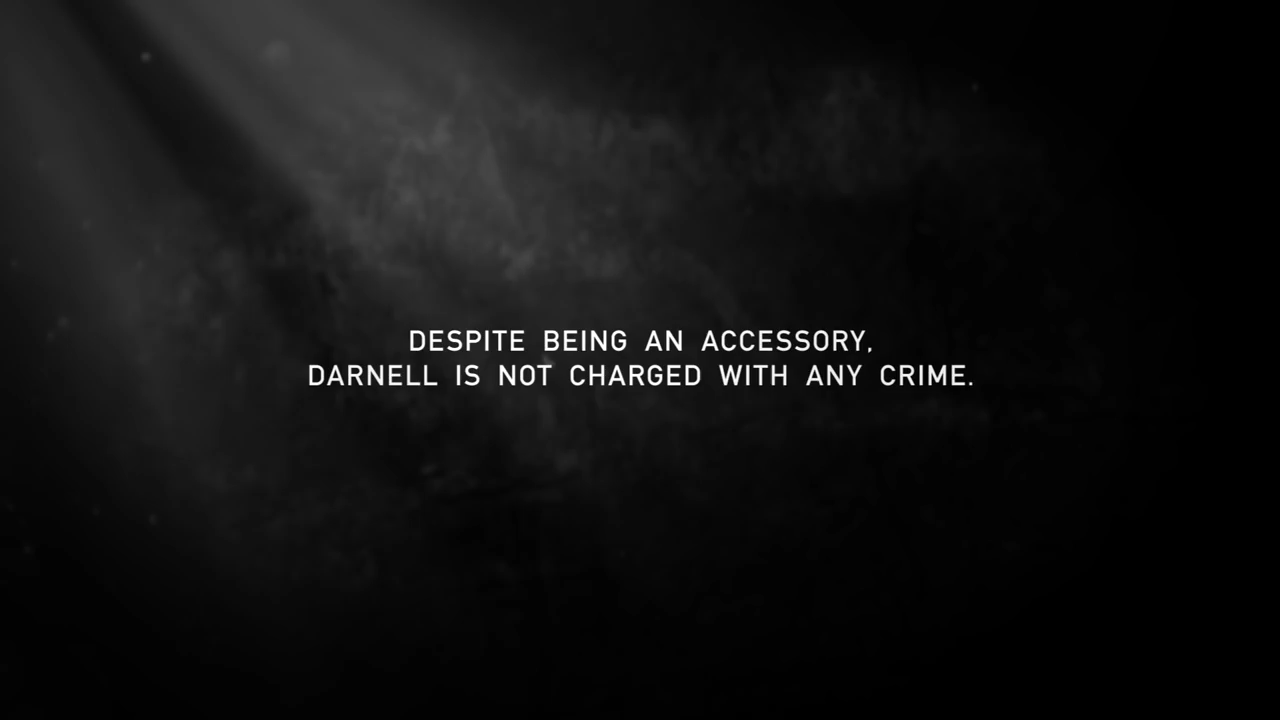 DESPITE BEING AN ACCESSORY,
DARNELL IS NOT CHARGED WITH ANY CRIME.